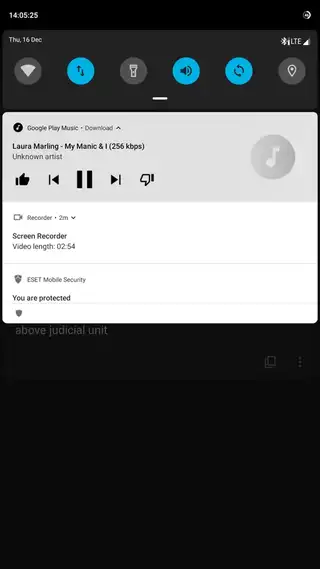 14:05:25
Thu, 16 Dec
LTE
Google Play Music • Download
Laura Marling - My Manic & I (256 kbps)
Unknown artist
Recorder • 2m
Screen Recorder
Video length: 02:54
ESET Mobile Security
You are protected
above judicial unit